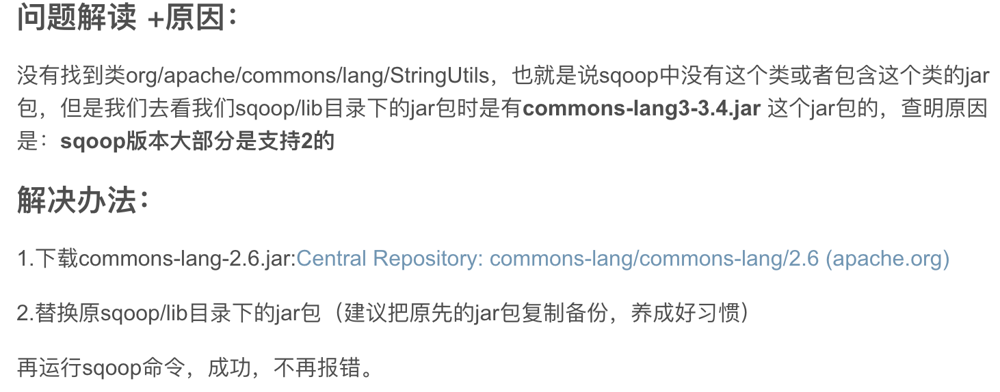 问题解读 +原因：
没有找到类org/apache/commons/lang/StringUtils，也就是说sqoop中没有这个类或者包含这个类的jar
包，但是我们去看我们sqoop/lib目录下的jar包时是有commons-lang3-3.4.jar 这个jar包的，查明原因
是：sqoop版本大部分是支持2的
解决办法：
1.下载commons-lang-2.6.jar:Central Repository: commons-lang/commons-lang/2.6 (apache.org)
2.替换原sqoop/lib目录下的jar包（建议把原先的jar包复制备份，养成好习惯）
再运行sqoop命令，成功，不再报错。